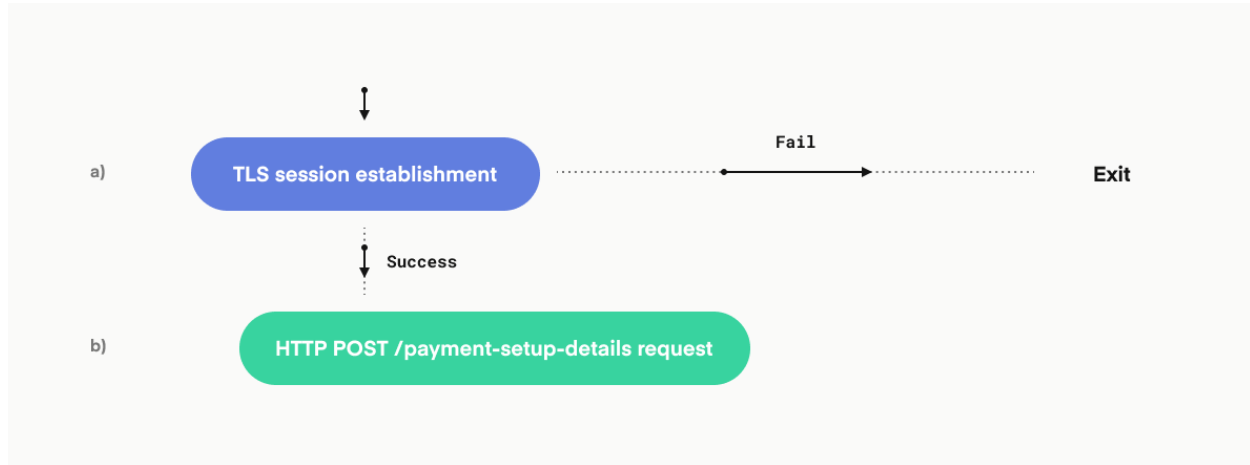 Fail
a)
TLS session establishment
Exit
Success
b)
HTTP POST /payment-setup-details request